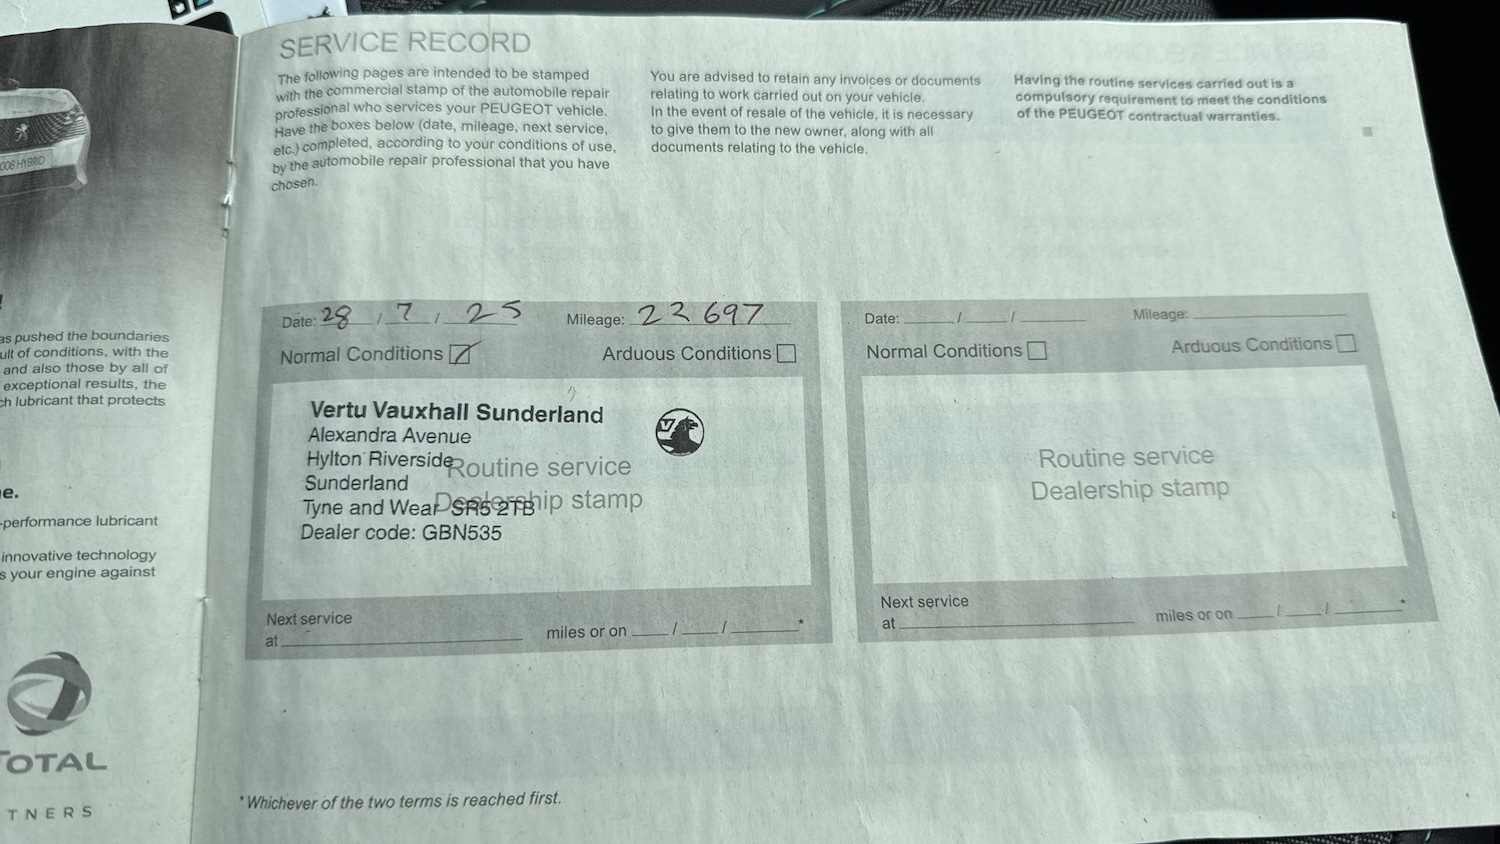 SERVICE RECORD
The following pages are intended to be stamped
with the commercial stamp of the automobile repair
professional who services your PEUGEOT vehicle.
Have the boxes below (date, mileage, next service,
etc.) completed, according to your conditions of use,
by the automobile repair professional that you have
chosen.
You are advised to retain any invoices or documents
relating to work carried out on your vehicle.
In the event of resale of the vehicle, it is necessary
to give them to the new owner, along with all
documents relating to the vehicle.
Having the routine services carried out is a
compulsory requirement to meet the conditions
of the PEUGEOT contractual warranties.
008 HYBRID
as pushed the boundaries
ult of conditions, with the
and also those by all of
exceptional results, the
ch lubricant that protects
e.
-performance lubricant
innovative technology
s your engine against
TOTAL
TNERS
Date: 28 / 7 / 25 Mileage: 22 697
Normal Conditions Arduous Conditions
Vertu Vauxhall Sunderland
Alexandra Avenue
Hylton Riverside
Sunderland
Tyne and Wear SR5 2TB
Dealer code: GBN535
V
Routine service
Dealership stamp
Next service
at miles or on / / *
Date: / / Mileage:
Normal Conditions Arduous Conditions
Routine service
Dealership stamp
Next service
at miles or on / / *
*Whichever of the two terms is reached first.